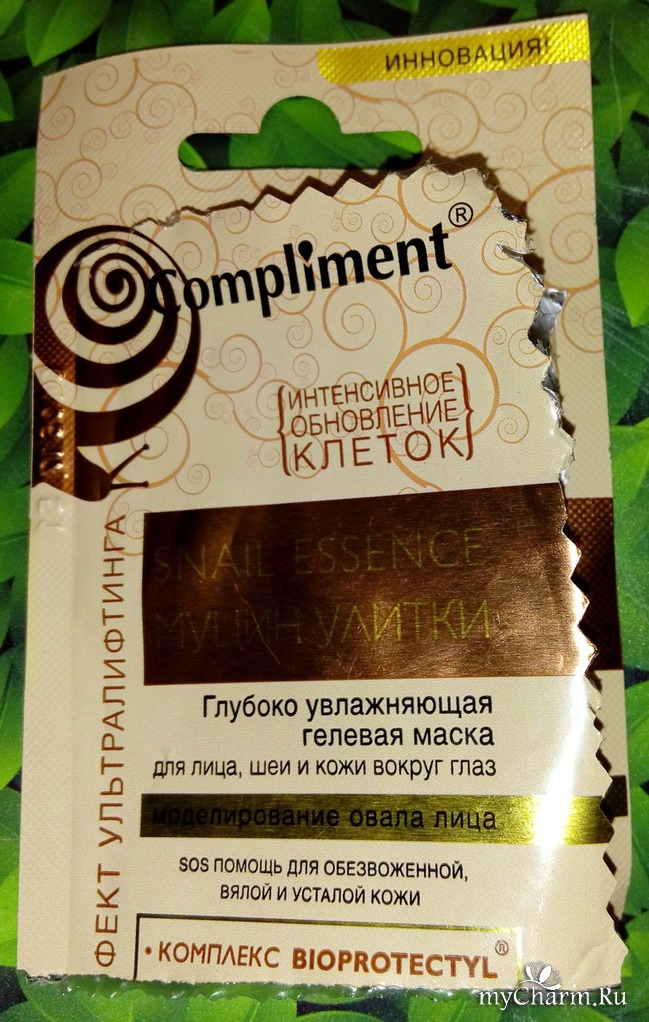 ИННОВАЦИЯ!
Compliment®
ИНТЕНСИВНОЕ
ОБНОВЛЕНИЕ
КЛЕТОК
SNAIL ESSENCE
МУЦИН УЛИТКИ
Глубоко увлажняющая
гелевая маска
для лица, шеи и кожи вокруг глаз
моделирование овала лица
SOS ПОМОЩЬ ДЛЯ ОБЕЗВОЖЕННОЙ,
ВЯЛОЙ И УСТАЛОЙ КОЖИ
• КОМПЛЕКС BIOPROTECTYL®
ФЕКТ УЛЬТРАЛИФТИНГА
myCharm.Ru